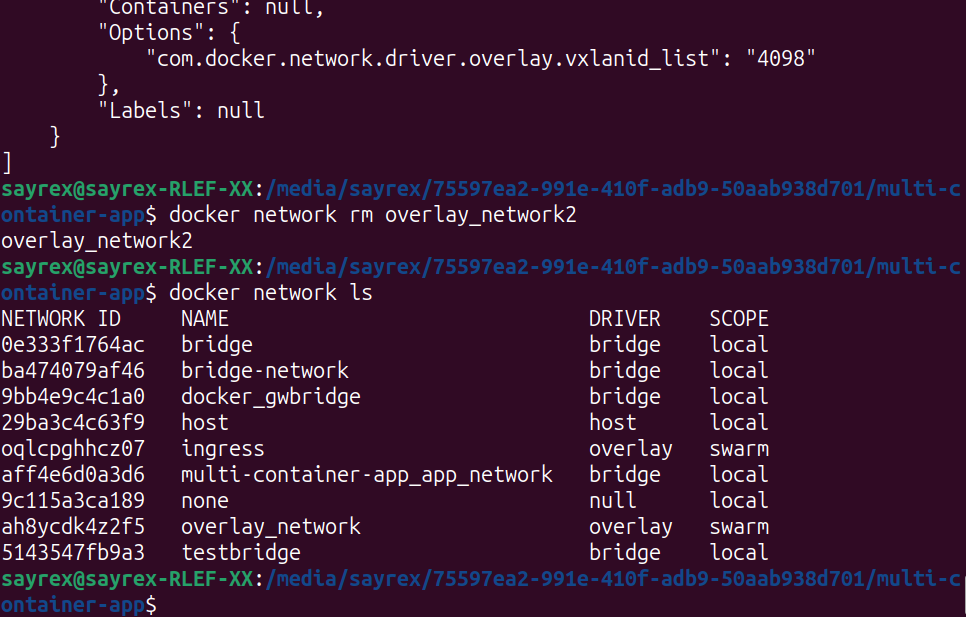 "Containers": null,
"Options": {
"com.docker.network.driver.overlay.vxlanid_list": "4098"
},
"Labels": null
}
]
sayrex@sayrex-RLEF-XX:/media/sayrex/75597ea2-991e-410f-adb9-50aab938d701/multi-c
ontainer-app$ docker network rm overlay_network2
overlay_network2
sayrex@sayrex-RLEF-XX:/media/sayrex/75597ea2-991e-410f-adb9-50aab938d701/multi-c
ontainer-app$ docker network ls
NETWORK ID     NAME                              DRIVER    SCOPE
0e333f1764ac   bridge                            bridge    local
ba474079af46   bridge-network                    bridge    local
9bb4e9c4c1a0   docker_gwbridge                   bridge    local
29ba3c4c63f9   host                              host      local
oqlcpghhcz07   ingress                           overlay   swarm
aff4e6d0a3d6   multi-container-app_app_network   bridge    local
9c115a3ca189   none                              null      local
ah8ycdk4z2f5   overlay_network                   overlay   swarm
5143547fb9a3   testbridge                        bridge    local
sayrex@sayrex-RLEF-XX:/media/sayrex/75597ea2-991e-410f-adb9-50aab938d701/multi-c
ontainer-app$